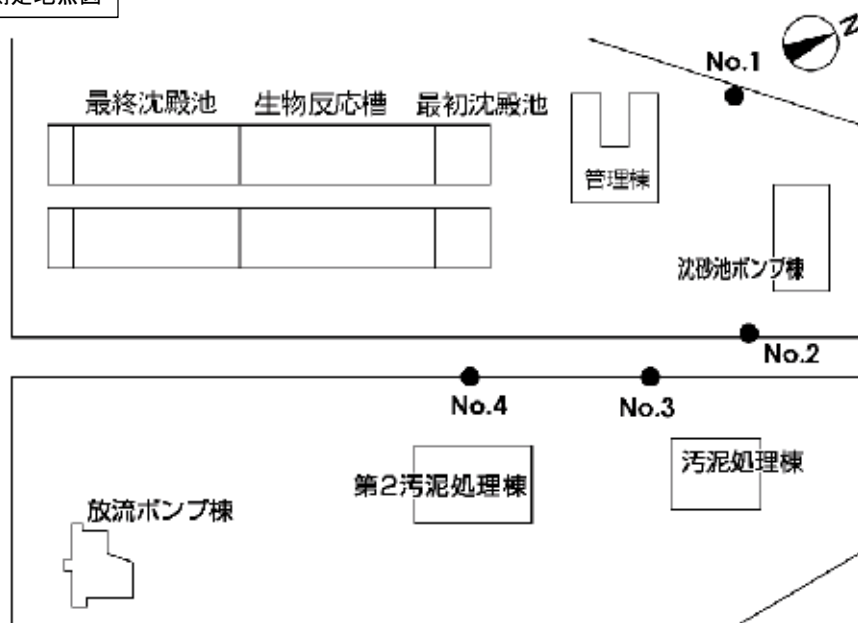 測定地点図
N
No.1
最終沈殿池 生物反応槽 最初沈殿池
管理棟
沈砂池ポンプ棟
No.2
No.4 No.3
第2汚泥処理棟 汚泥処理棟
放流ポンプ棟